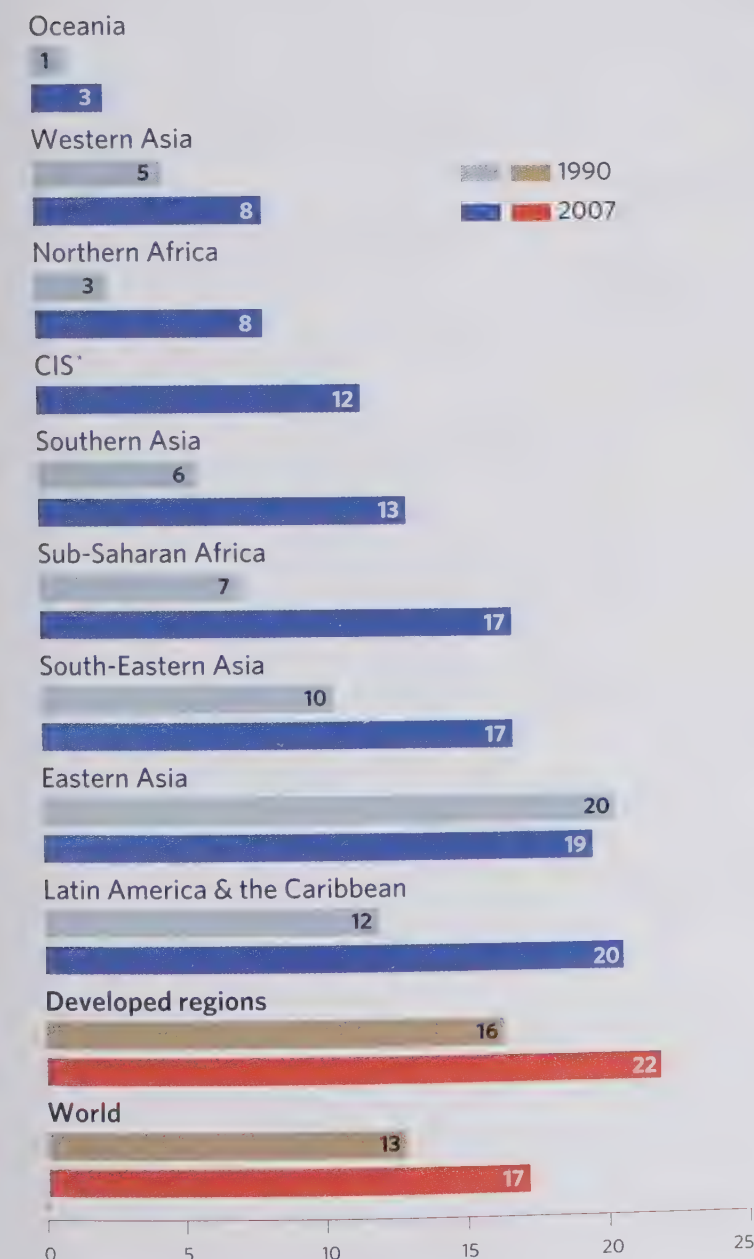 Oceania
1
3
Western Asia
5
1990
8
2007
Northern Africa
3
8
CIS*
12
Southern Asia
6
13
Sub-Saharan Africa
7
17
South-Eastern Asia
10
17
Eastern Asia
20
19
Latin America & the Caribbean
12
20
Developed regions
16
22
World
13
17
0 5 10 15 20 25